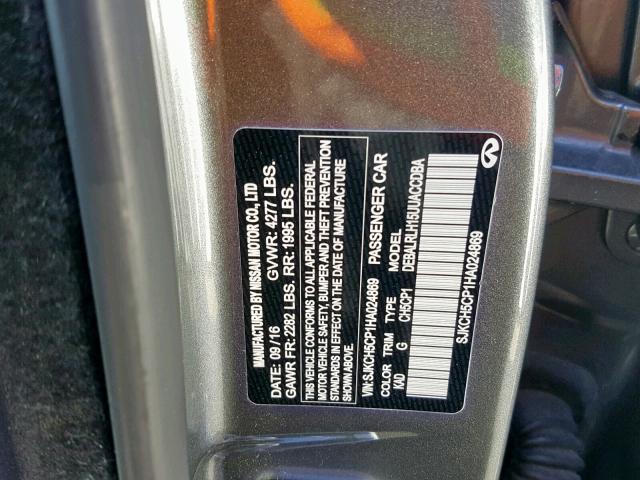 MANUFACTURED BY NISSAN MOTOR CO., LTD
DATE: 09/16 GVWR: 4277 LBS.
GAWR FR: 2282 LBS. RR: 1995 LBS.
THIS VEHICLE CONFORMS TO ALL APPLICABLE FEDERAL
MOTOR VEHICLE SAFETY, BUMPER AND THEFT PREVENTION
STANDARDS IN EFFECT ON THE DATE OF MANUFACTURE
SHOWN ABOVE.
VIN:SJKCH5CP1HA024869 PASSENGER CAR
COLOR TRIM TYPE MODEL
KAD G CH5CP1 DEBALRLH15UUACCDBA
SJKCH5CP1HA024869